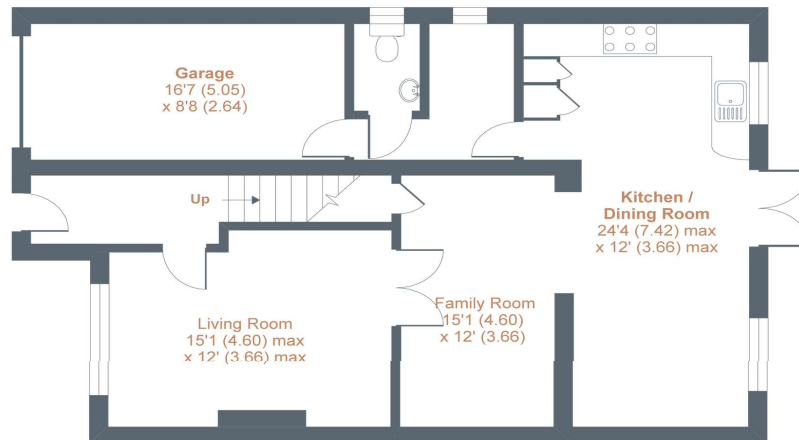 Garage
16'7 (5.05)
x 8'8 (2.64)
Up
Kitchen /
Dining Room
24'4 (7.42) max
x 12' (3.66) max
Living Room
15'1 (4.60) max
x 12' (3.66) max
Family Room
15'1 (4.60)
x 12' (3.66)